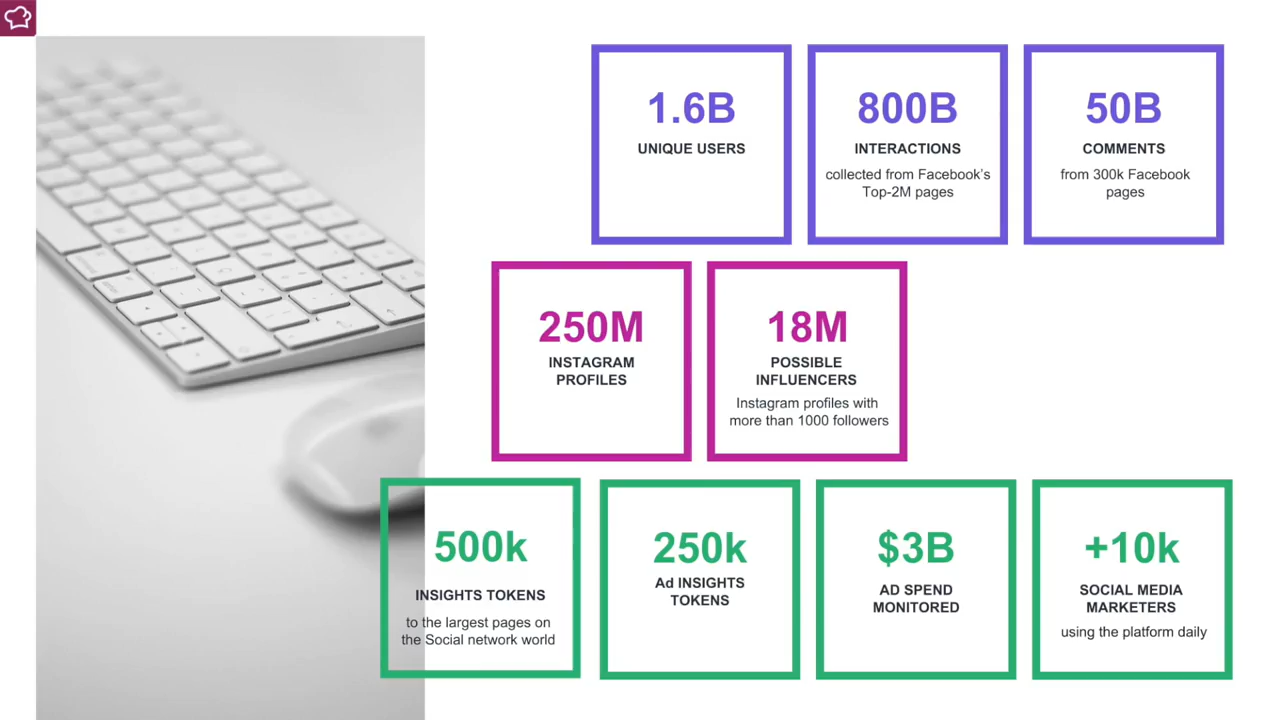 1.6B
UNIQUE USERS
800B
INTERACTIONS
collected from Facebook's
Top-2M pages
50B
COMMENTS
from 300k Facebook
pages
250M
INSTAGRAM
PROFILES
18M
POSSIBLE
INFLUENCERS
Instagram profiles with
more than 1000 followers
500k
INSIGHTS TOKENS
to the largest pages on
the Social network world
250k
Ad INSIGHTS
TOKENS
$3B
AD SPEND
MONITORED
+10k
SOCIAL MEDIA
MARKETERS
using the platform daily